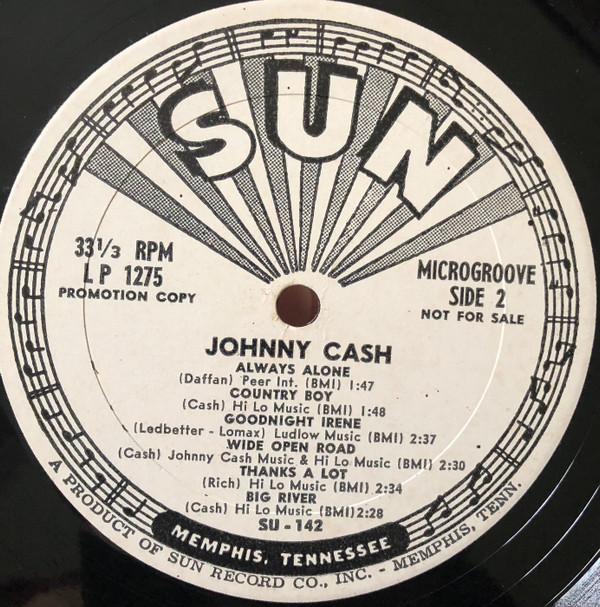 SUN
33 1/3 RPM
LP 1275
PROMOTION COPY
MICROGROOVE
SIDE 2
NOT FOR SALE
JOHNNY CASH
ALWAYS ALONE
(Daffan) Peer Int. (BMI) 1:47
COUNTRY BOY
(Cash) Hi Lo Music (BMI) 1:48
GOODNIGHT IRENE
(Ledbetter - Lomax) Ludlow Music (BMI) 2:37
WIDE OPEN ROAD
(Cash) Johnny Cash Music & Hi Lo Music (BMI) 2:30
THANKS A LOT
(Rich) Hi Lo Music (BMI) 2:34
BIG RIVER
(Cash) Hi Lo Music (BMI)2:28
SU - 142
MEMPHIS, TENNESSEE
A PRODUCT OF SUN RECORD CO., INC. - MEMPHIS, TENN.